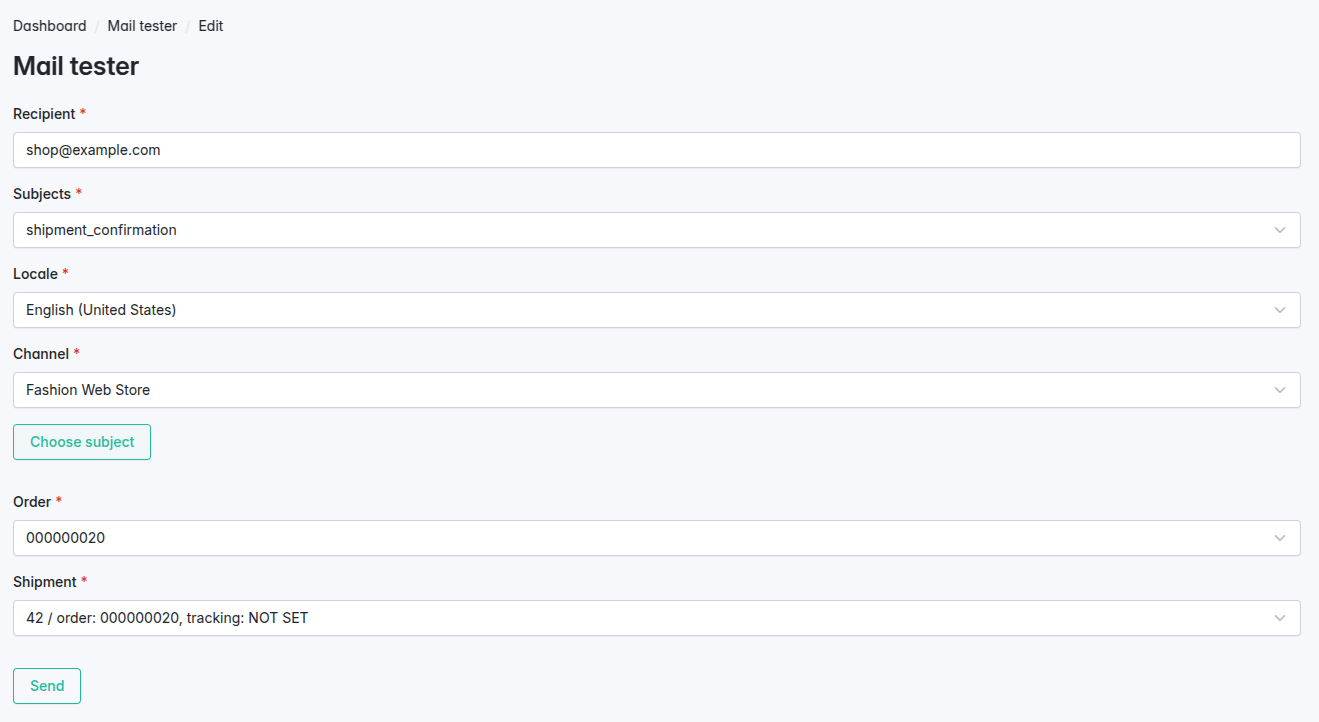 Dashboard / Mail tester / Edit
Mail tester
Recipient *
shop@example.com
Subjects *
shipment_confirmation
Locale *
English (United States)
Channel *
Fashion Web Store
Choose subject
Order *
000000020
Shipment *
42 / order: 000000020, tracking: NOT SET
Send